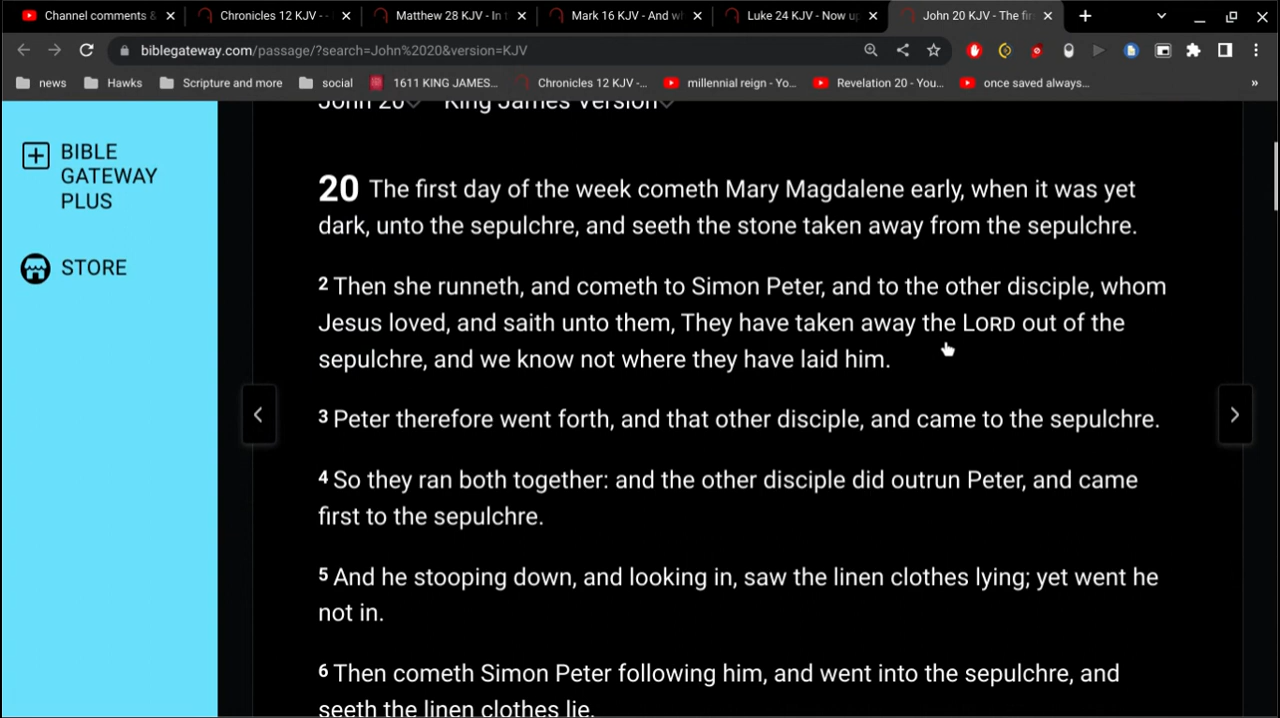 Channel comments &
Chronicles 12 KJV - 
Matthew 28 KJV - In t
Mark 16 KJV - And w
Luke 24 KJV - Now u
John 20 KJV - The fi
biblegateway.com/passage/?search=John%2020&version=KJV
news
Hawks
Scripture and more
social
1611 KING JAMES...
Chronicles 12 KJV -...
millennial reign - Yo...
Revelation 20 - You...
once saved always...
»
John 20 King James Version
BIBLE
GATEWAY
PLUS
STORE
20 The first day of the week cometh Mary Magdalene early, when it was yet
dark, unto the sepulchre, and seeth the stone taken away from the sepulchre.
2 Then she runneth, and cometh to Simon Peter, and to the other disciple, whom
Jesus loved, and saith unto them, They have taken away the LORD out of the
sepulchre, and we know not where they have laid him.
3 Peter therefore went forth, and that other disciple, and came to the sepulchre.
4 So they ran both together: and the other disciple did outrun Peter, and came
first to the sepulchre.
5 And he stooping down, and looking in, saw the linen clothes lying; yet went he
not in.
6 Then cometh Simon Peter following him, and went into the sepulchre, and
seeth the linen clothes lie,